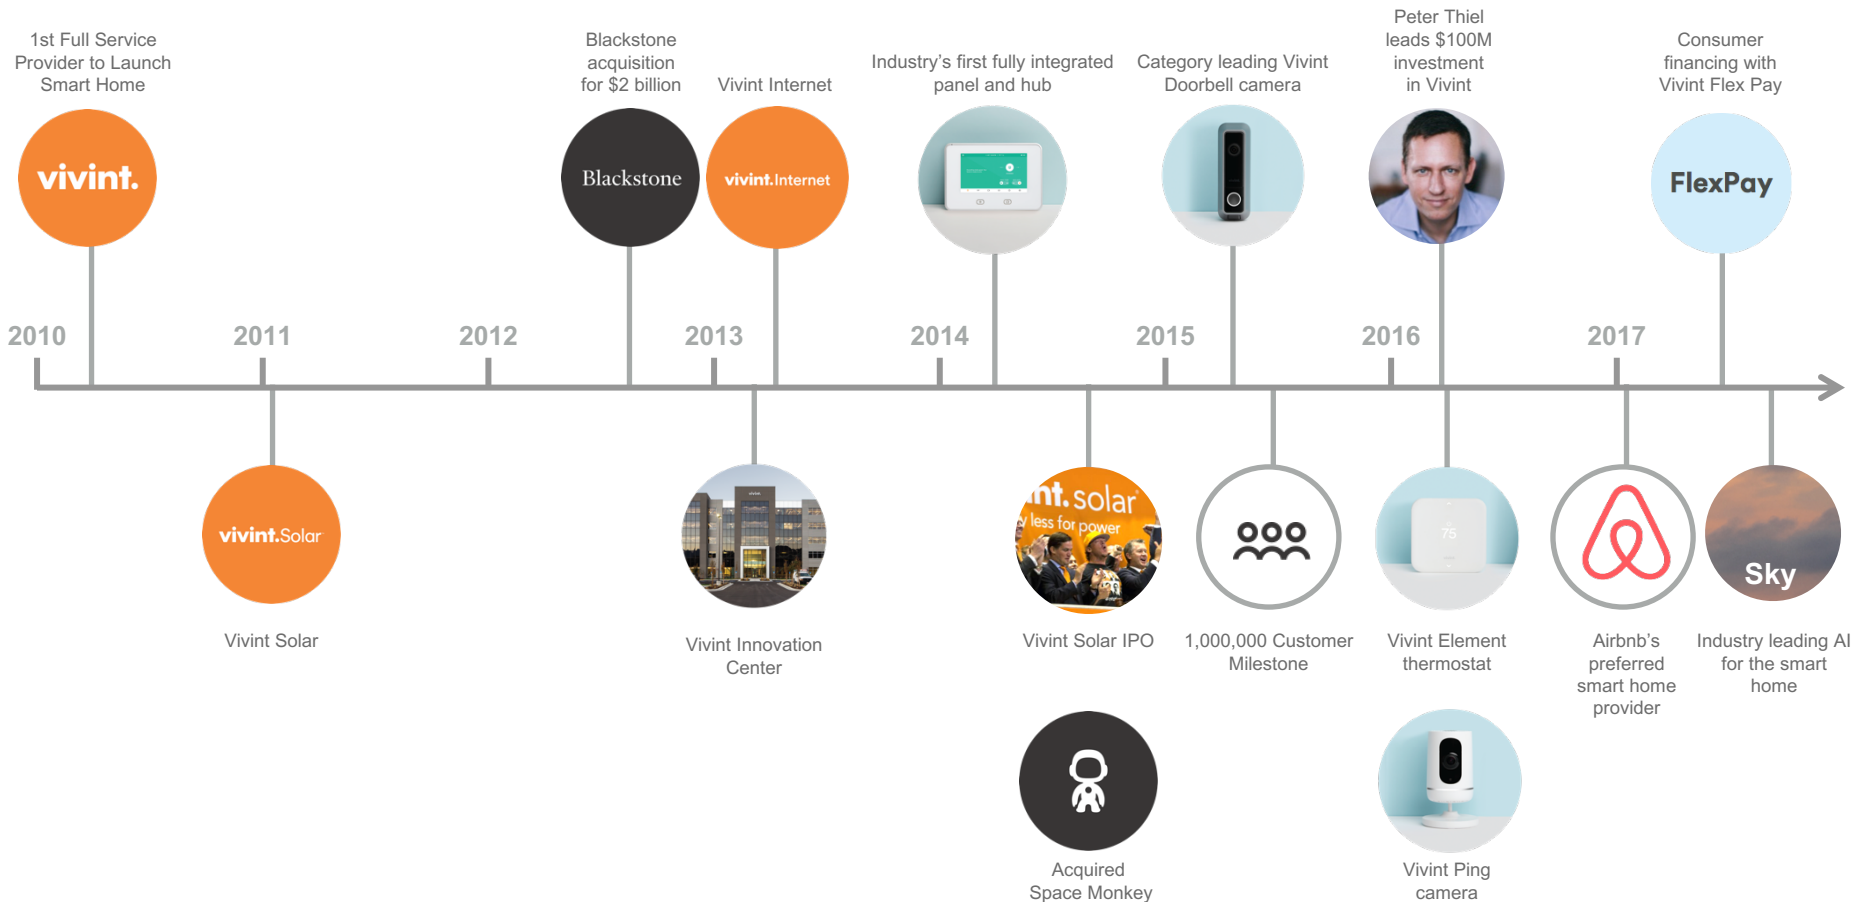 1st Full Service
Provider to Launch
Smart Home
vivint.
Blackstone
acquisition
for $2 billion
Blackstone
Vivint Internet
vivint.Internet
Industry’s first fully integrated
panel and hub
Category leading Vivint
Doorbell camera
Peter Thiel
leads $100M
investment
in Vivint
Consumer
financing with
Vivint Flex Pay
FlexPay
2010
2011
2012
2013
2014
2015
2016
2017
vivint.Solar
Vivint Solar
vivint.
Vivint Innovation
Center
nt.solar
y less for power
Vivint Solar IPO
1,000,000 Customer
Milestone
75
Vivint Element
thermostat
Airbnb’s
preferred
smart home
provider
Sky
Industry leading AI
for the smart
home
Acquired
Space Monkey
Vivint Ping
camera